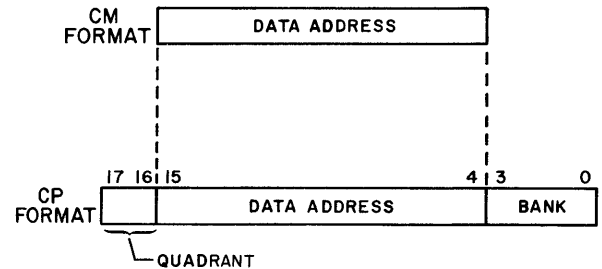 CM FORMAT
DATA ADDRESS
17 16 15 4 3 0
CP FORMAT
DATA ADDRESS
BANK
QUADRANT